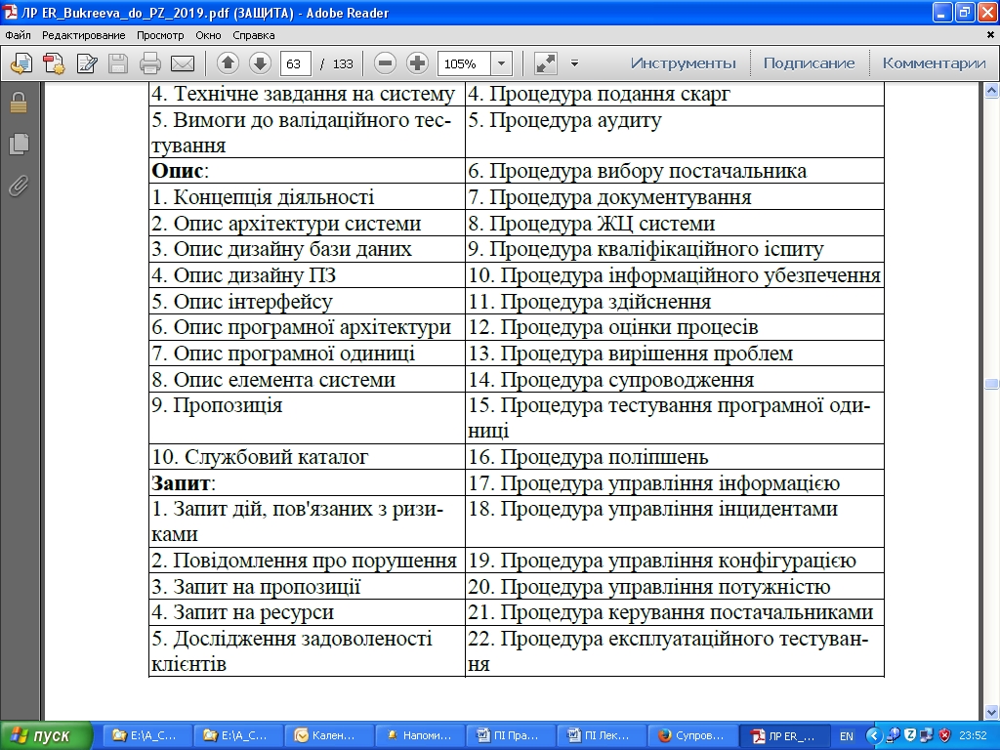 ЛР ER_Bukreeva_do_PZ_2019.pdf (ЗАЩИТА) - Adobe Reader
Файл Редактирование Просмотр Окно Справка
63 / 133 105% Инструменты Подписание Комментарии
4. Технічне завдання на систему 4. Процедура подання скарг
5. Вимоги до валідаційного тес- 5. Процедура аудиту
тування
Опис: 6. Процедура вибору постачальника
1. Концепція діяльності 7. Процедура документування
2. Опис архітектури системи 8. Процедура ЖЦ системи
3. Опис дизайну бази даних 9. Процедура кваліфікаційного іспиту
4. Опис дизайну ПЗ 10. Процедура інформаційного убезпечення
5. Опис інтерфейсу 11. Процедура здійснення
6. Опис програмної архітектури 12. Процедура оцінки процесів
7. Опис програмної одиниці 13. Процедура вирішення проблем
8. Опис елемента системи 14. Процедура супроводження
9. Пропозиція 15. Процедура тестування програмної оди-
ниці
10. Службовий каталог 16. Процедура поліпшень
Запит: 17. Процедура управління інформацією
1. Запит дій, пов'язаних з ризи- 18. Процедура управління інцидентами
ками
2. Повідомлення про порушення 19. Процедура управління конфігурацією
3. Запит на пропозиції 20. Процедура управління потужністю
4. Запит на ресурси 21. Процедура керування постачальниками
5. Дослідження задоволеності 22. Процедура експлуатаційного тестуван-
клієнтів ня
пуск E:\A_C... E:\A_C... Кален... Напоми... ПІ Пра... ПІ Лек... Супров... ЛР ER_... EN 23:52